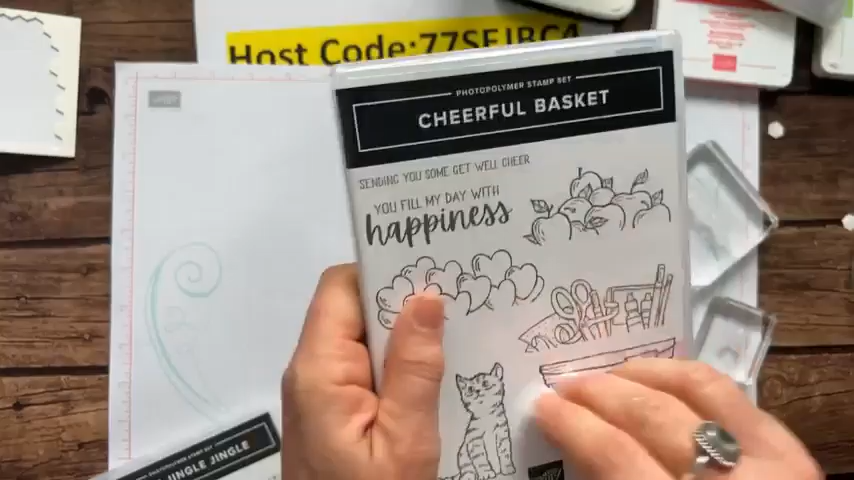 Host Code:77SEJBC4
PHOTOPOLYMER STAMP SET
CHEERFUL BASKET
SENDING YOU SOME GET WELL CHEER
YOU FILL MY DAY WITH
happiness
PHOTOPOLYMER STAMP SET
JINGLE JINGLE